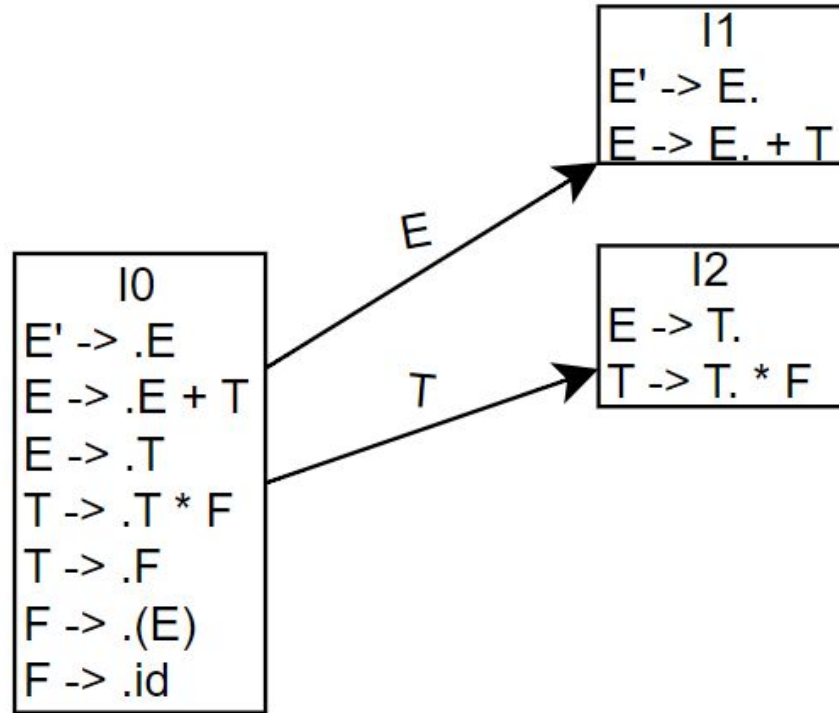 I1
E' -> E.
E -> E. + T
E
I0
E' -> .E
E -> .E + T
E -> .T
T -> .T * F
T -> .F
F -> .(E)
F -> .id
T
I2
E -> T.
T -> T. * F